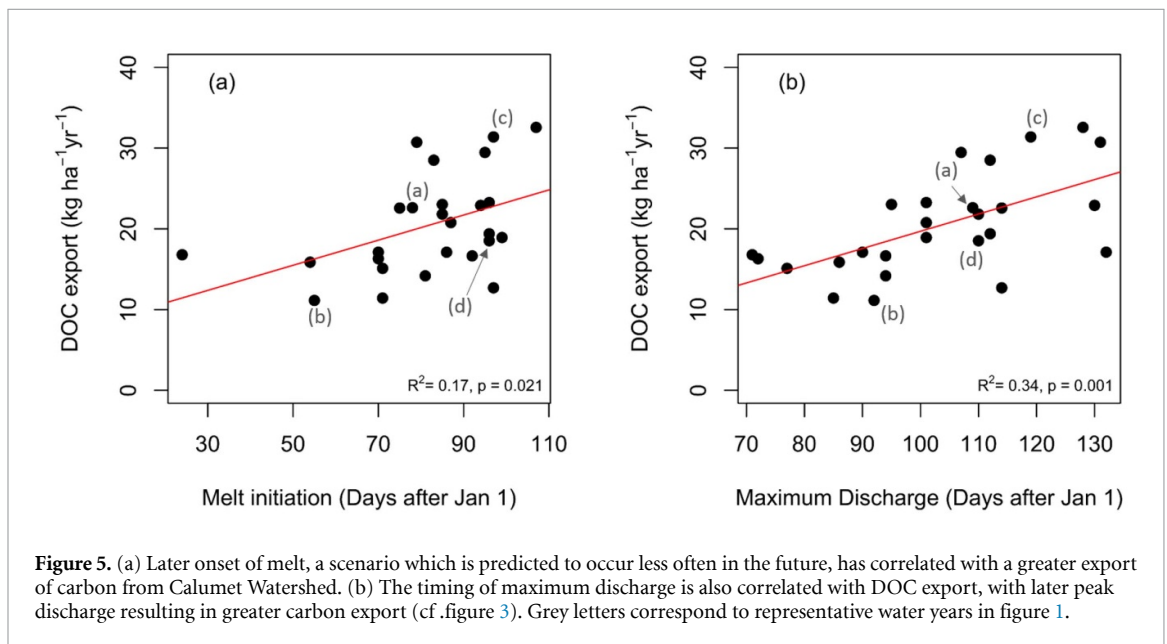 (a)
40
30
20
10
0
DOC export (kg ha⁻¹yr⁻¹)
(c)
(a)
(b)
(d)
R²= 0.17, p = 0.021
30 50 70 90 110
Melt initiation (Days after Jan 1)
(b)
40
30
20
10
0
DOC export (kg ha⁻¹yr⁻¹)
(c)
(a)
(d)
(b)
R²= 0.34, p = 0.001
70 80 90 100 110 120 130
Maximum Discharge (Days after Jan 1)
Figure 5. (a) Later onset of melt, a scenario which is predicted to occur less often in the future, has correlated with a greater export
of carbon from Calumet Watershed. (b) The timing of maximum discharge is also correlated with DOC export, with later peak
discharge resulting in greater carbon export (cf .figure 3). Grey letters correspond to representative water years in figure 1.